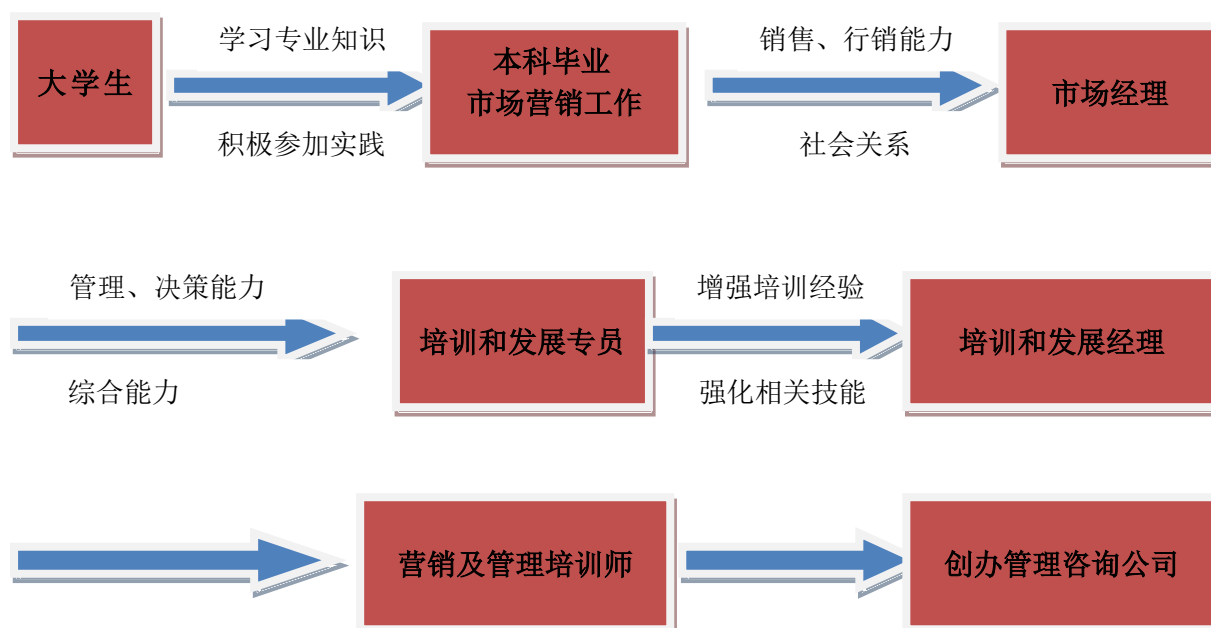 学习专业知识
大学生
积极参加实践
本科毕业
市场营销工作
销售、行销能力
社会关系
市场经理
管理、决策能力
综合能力
培训和发展专员
增强培训经验
强化相关技能
培训和发展经理
营销及管理培训师
创办管理咨询公司